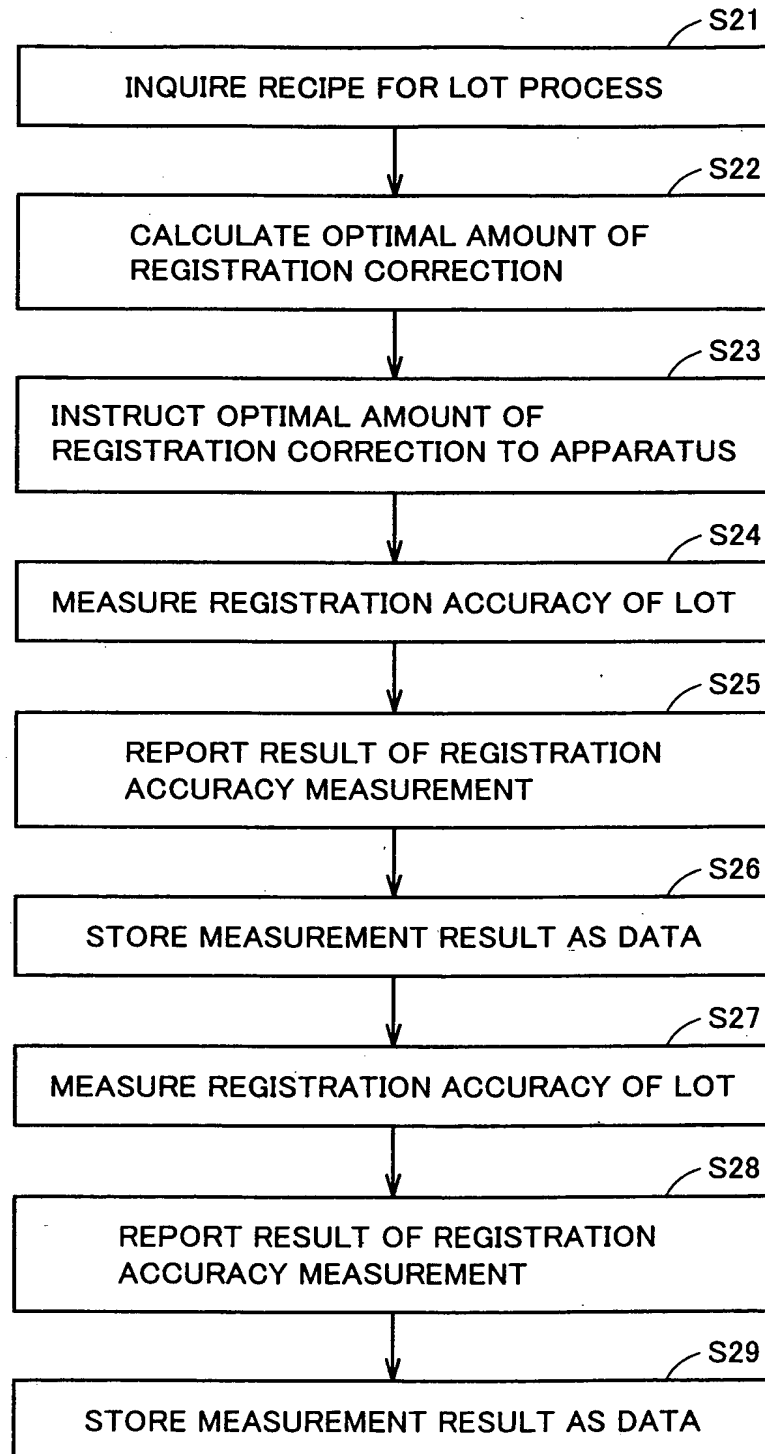 S21
INQUIRE RECIPE FOR LOT PROCESS
S22
CALCULATE OPTIMAL AMOUNT OF
REGISTRATION CORRECTION
S23
INSTRUCT OPTIMAL AMOUNT OF
REGISTRATION CORRECTION TO APPARATUS
S24
MEASURE REGISTRATION ACCURACY OF LOT
S25
REPORT RESULT OF REGISTRATION
ACCURACY MEASUREMENT
S26
STORE MEASUREMENT RESULT AS DATA
S27
MEASURE REGISTRATION ACCURACY OF LOT
S28
REPORT RESULT OF REGISTRATION
ACCURACY MEASUREMENT
S29
STORE MEASUREMENT RESULT AS DATA